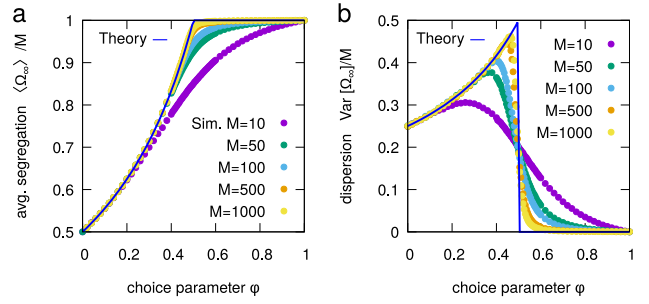 a
avg. segregation ⟨Ω∞⟩ /M
1
0.9
0.8
0.7
0.6
0.5
0
0.2
0.4
0.6
0.8
1
choice parameter φ
Theory
Sim. M=10
M=50
M=100
M=500
M=1000
b
dispersion Var [Ω∞]/M
0.5
0.4
0.3
0.2
0.1
0
0
0.2
0.4
0.6
0.8
1
choice parameter φ
Theory
M=10
M=50
M=100
M=500
M=1000